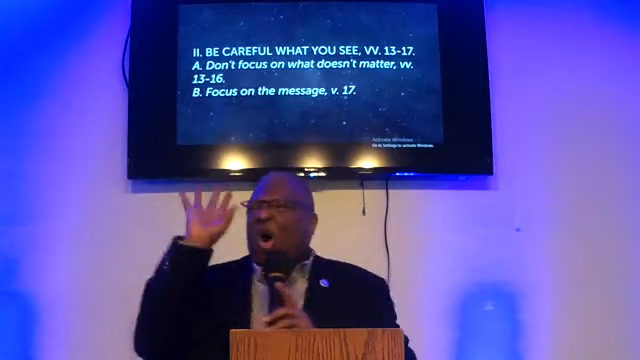 II. BE CAREFUL WHAT YOU SEE, VV. 13-17.
A. Don't focus on what doesn't matter, vv.
13-16.
B. Focus on the message, v. 17.
Activate Windows
Go to Settings to activate Windows.